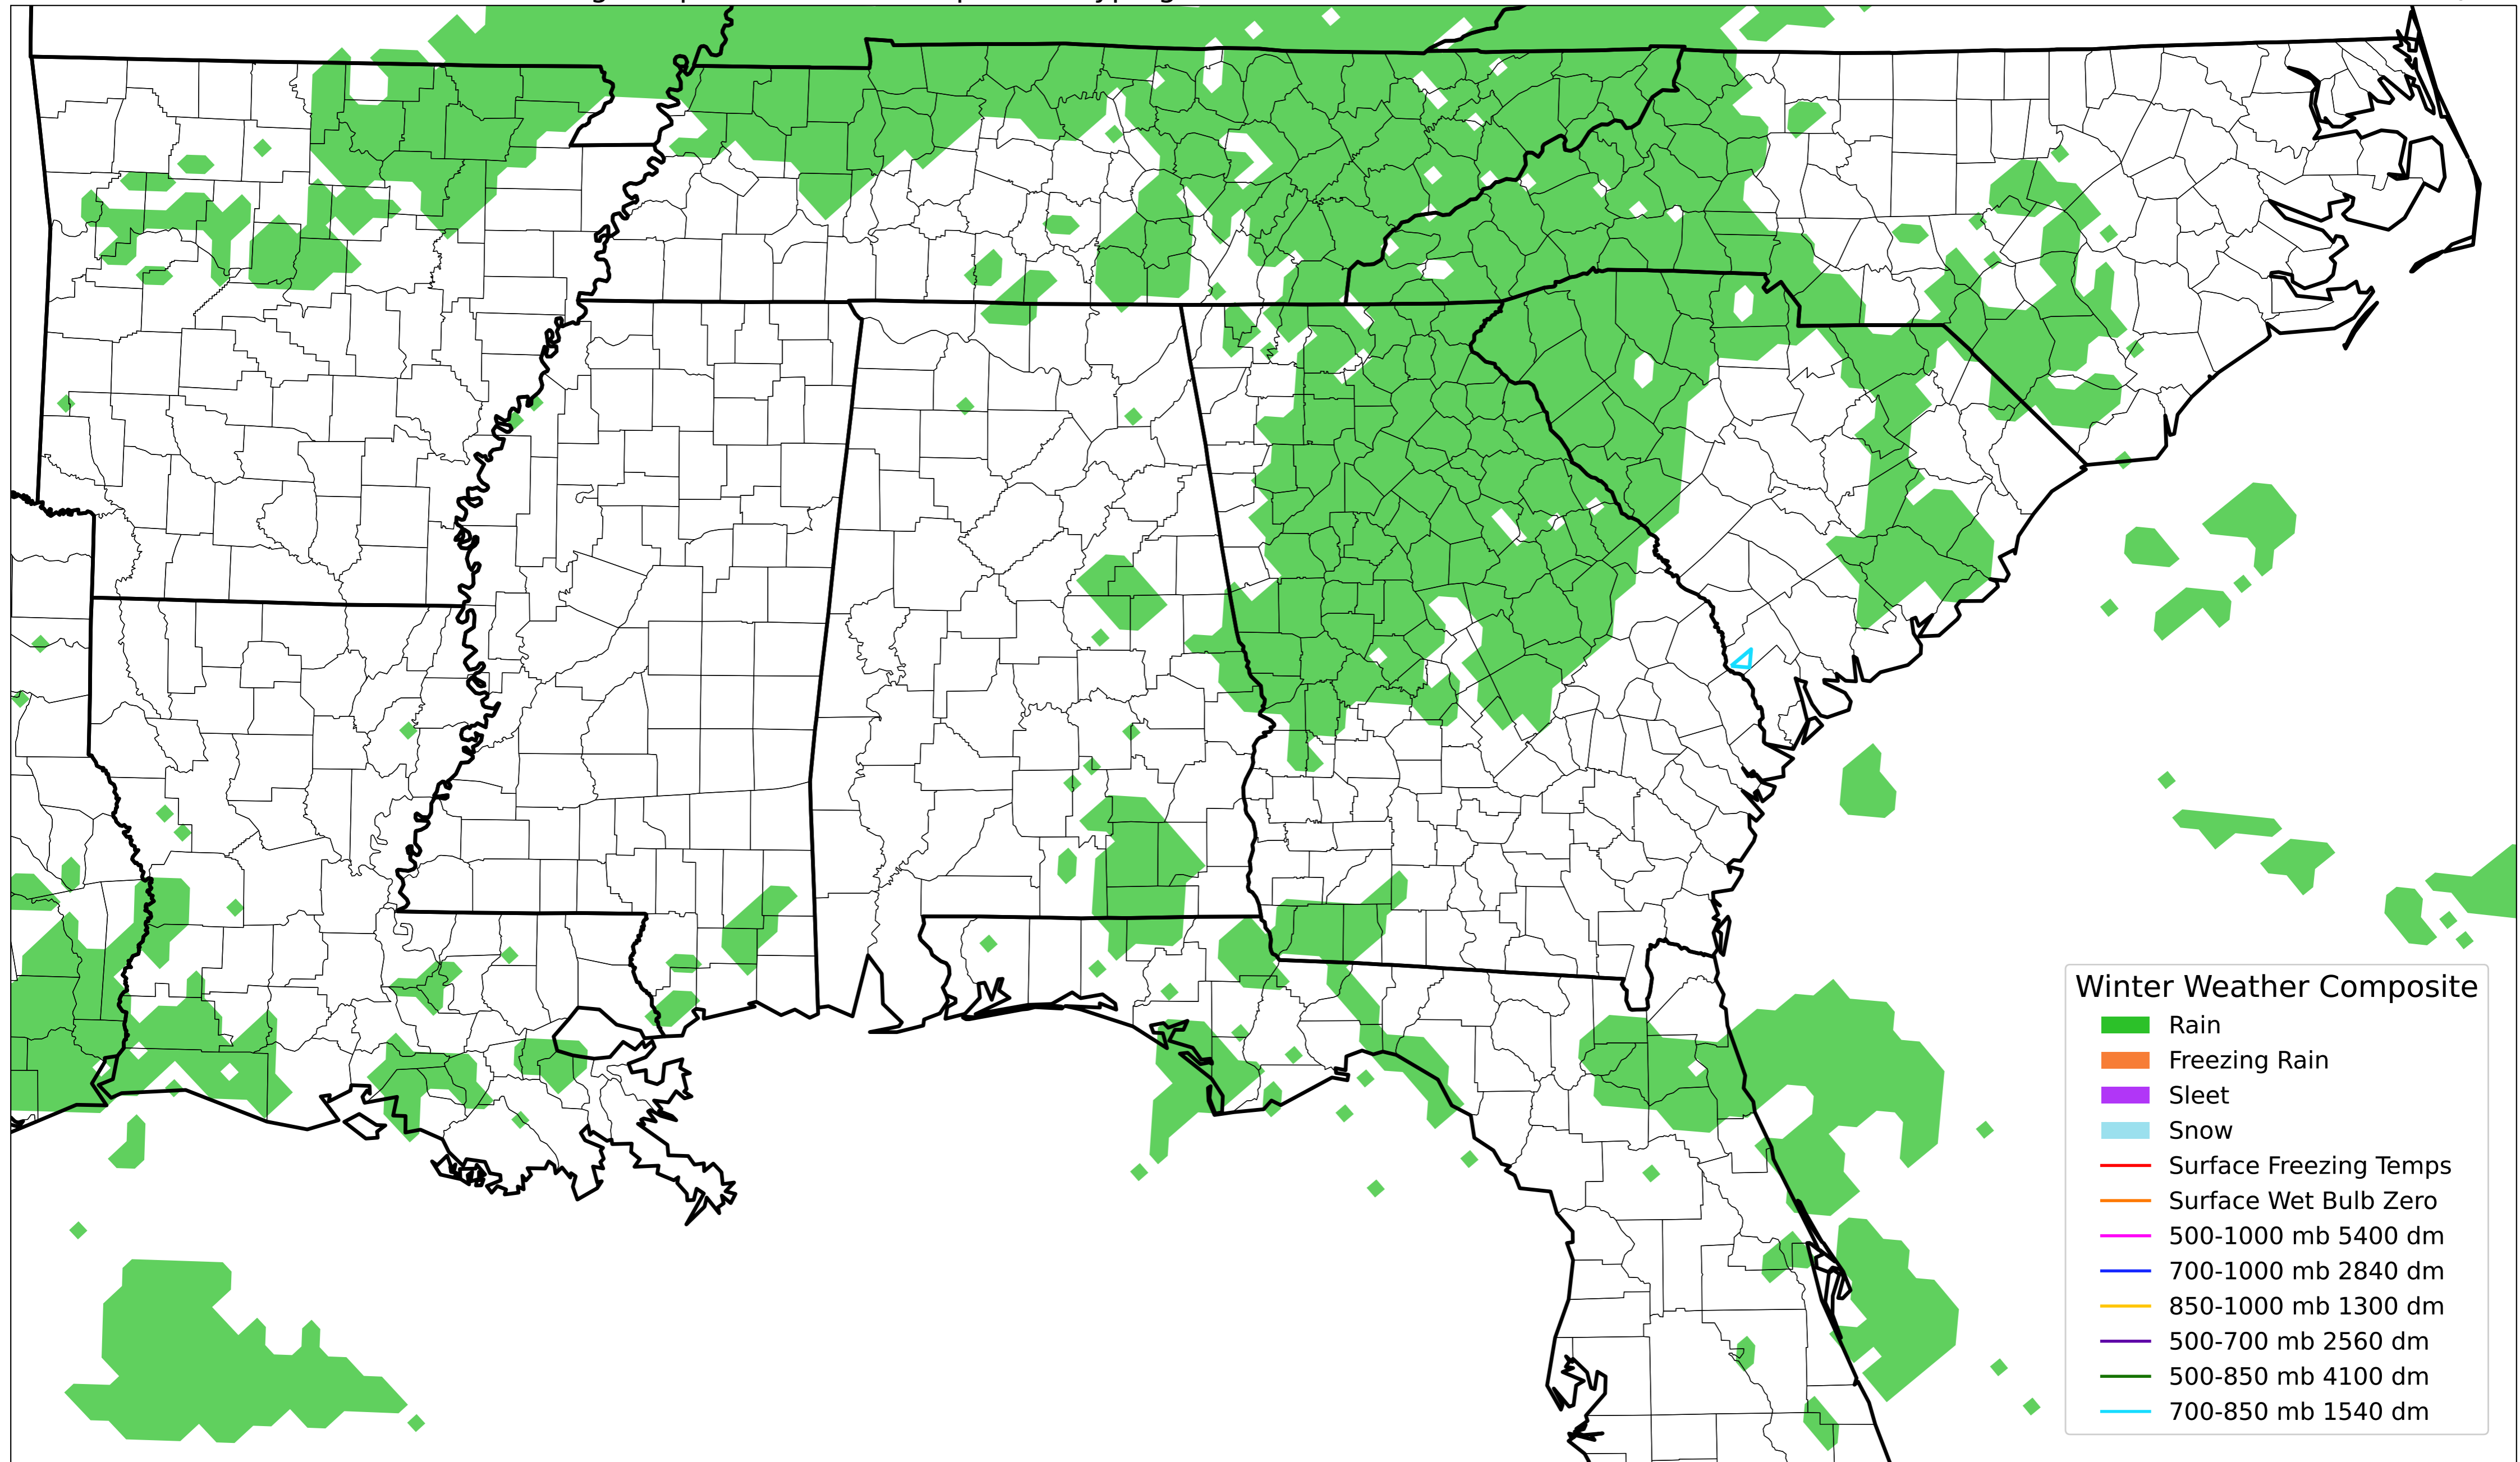 Winter Weather Composite
Rain
Freezing Rain
Sleet
Snow
Surface Freezing Temps
Surface Wet Bulb Zero
500-1000 mb 5400 dm
700-1000 mb 2840 dm
850-1000 mb 1300 dm
500-700 mb 2560 dm
500-850 mb 4100 dm
700-850 mb 1540 dm